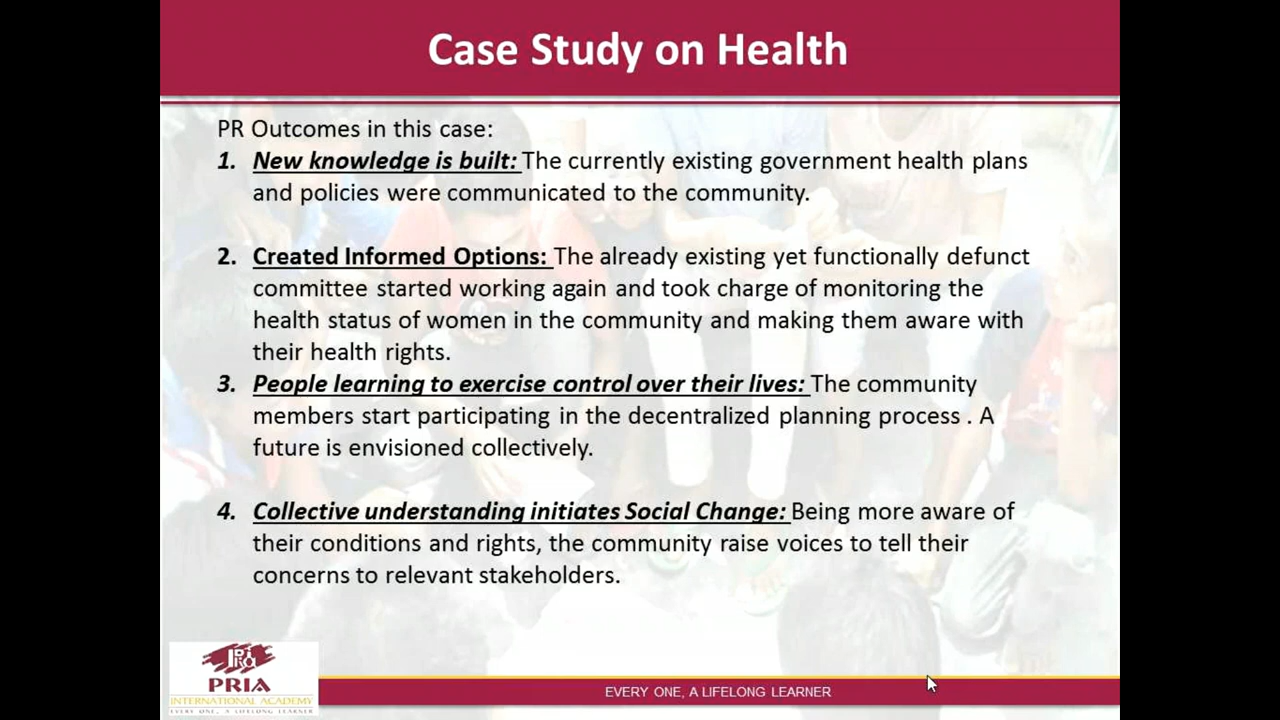 Case Study on Health
PR Outcomes in this case:
1. New knowledge is built: The currently existing government health plans
and policies were communicated to the community.
2. Created Informed Options: The already existing yet functionally defunct
committee started working again and took charge of monitoring the
health status of women in the community and making them aware with
their health rights.
3. People learning to exercise control over their lives: The community
members start participating in the decentralized planning process . A
future is envisioned collectively.
4. Collective understanding initiates Social Change: Being more aware of
their conditions and rights, the community raise voices to tell their
concerns to relevant stakeholders.
PRiA
PRIA
INTERNATIONAL ACADEMY
EVERY ONE, A LIFELONG LEARNER
EVERY ONE, A LIFELONG LEARNER